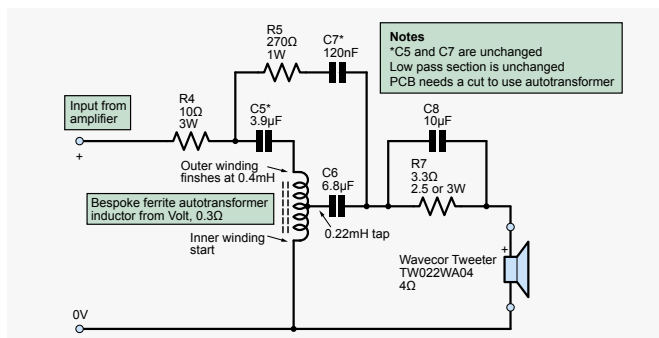 R5
270Ω
1W
C7*
120nF
Notes
*C5 and C7 are unchanged
Low pass section is unchanged
PCB needs a cut to use autotransformer
Input from
amplifier
+
R4
10Ω
3W
C5*
3.9µF
C8
10µF
R7
3.3Ω
2.5 or 3W
Outer winding
finshes at 0.4mH
C6
6.8µF
Bespoke ferrite autotransformer
inductor from Volt, 0.3Ω
0.22mH tap
Inner winding
start
+
Wavecor Tweeter
TW022WA04
4Ω
0V